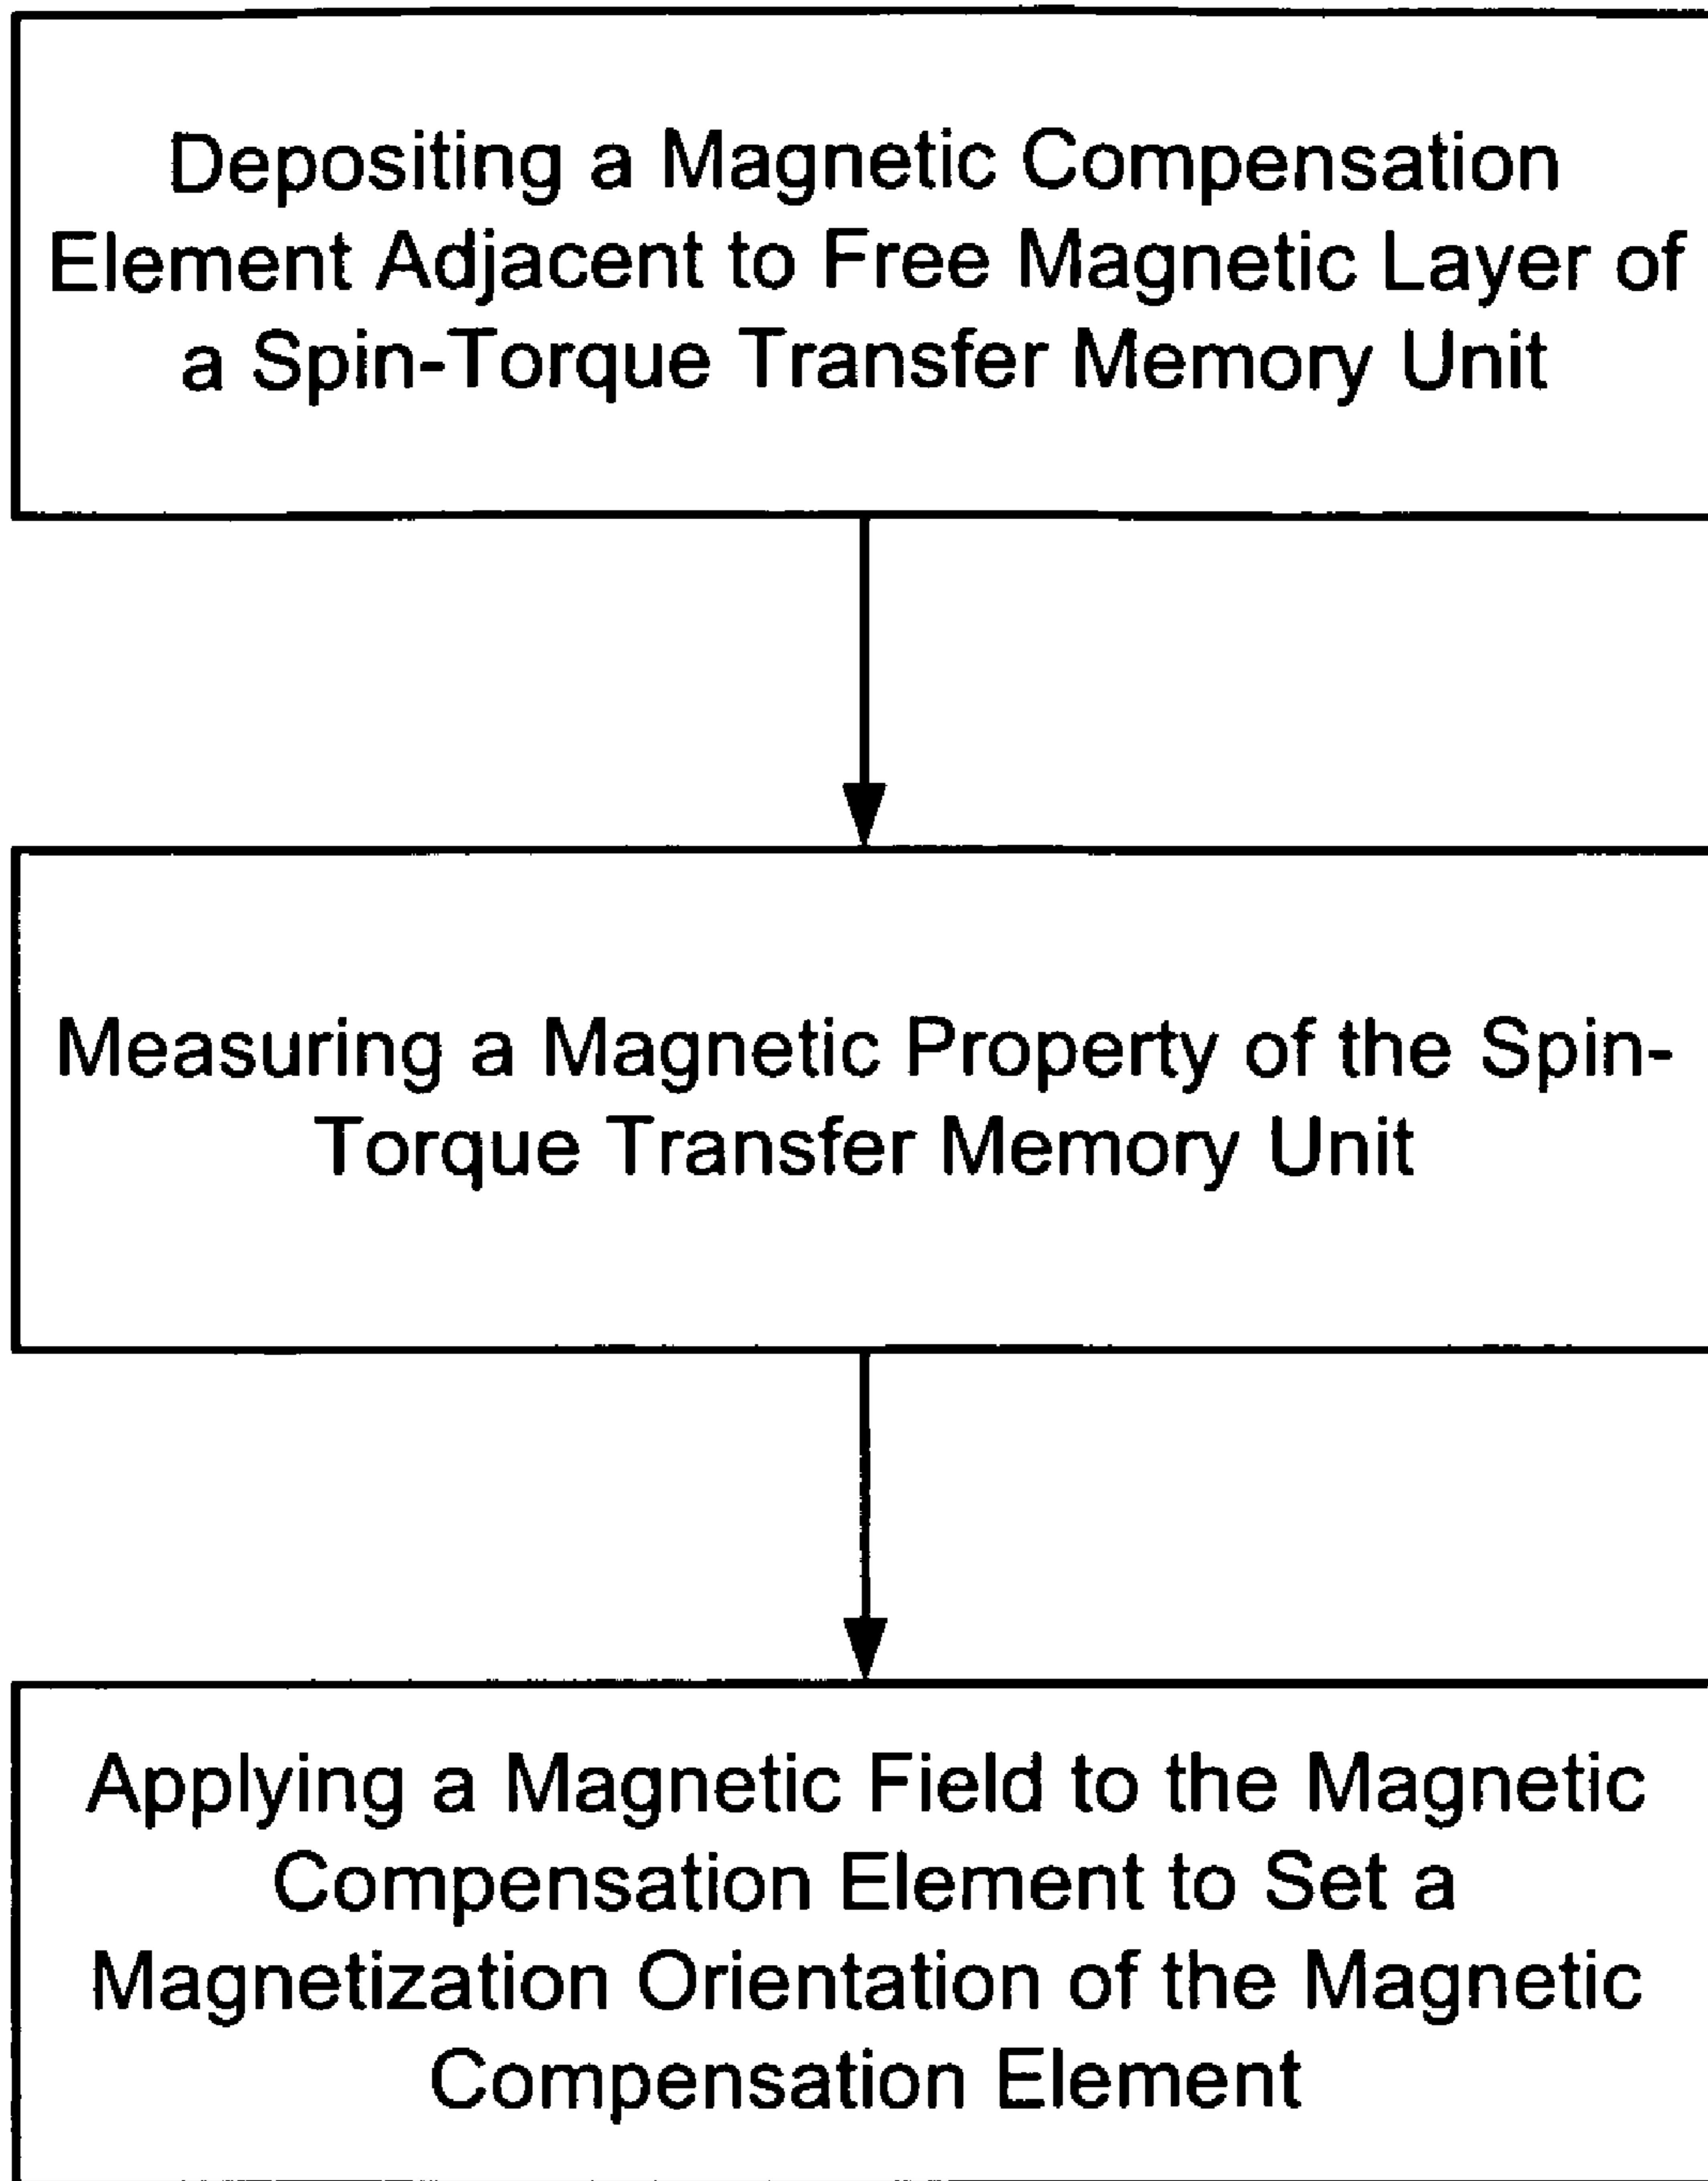 Depositing a Magnetic Compensation
Element Adjacent to Free Magnetic Layer of
a Spin-Torque Transfer Memory Unit
Measuring a Magnetic Property of the Spin-
Torque Transfer Memory Unit
Applying a Magnetic Field to the Magnetic
Compensation Element to Set a
Magnetization Orientation of the Magnetic
Compensation Element